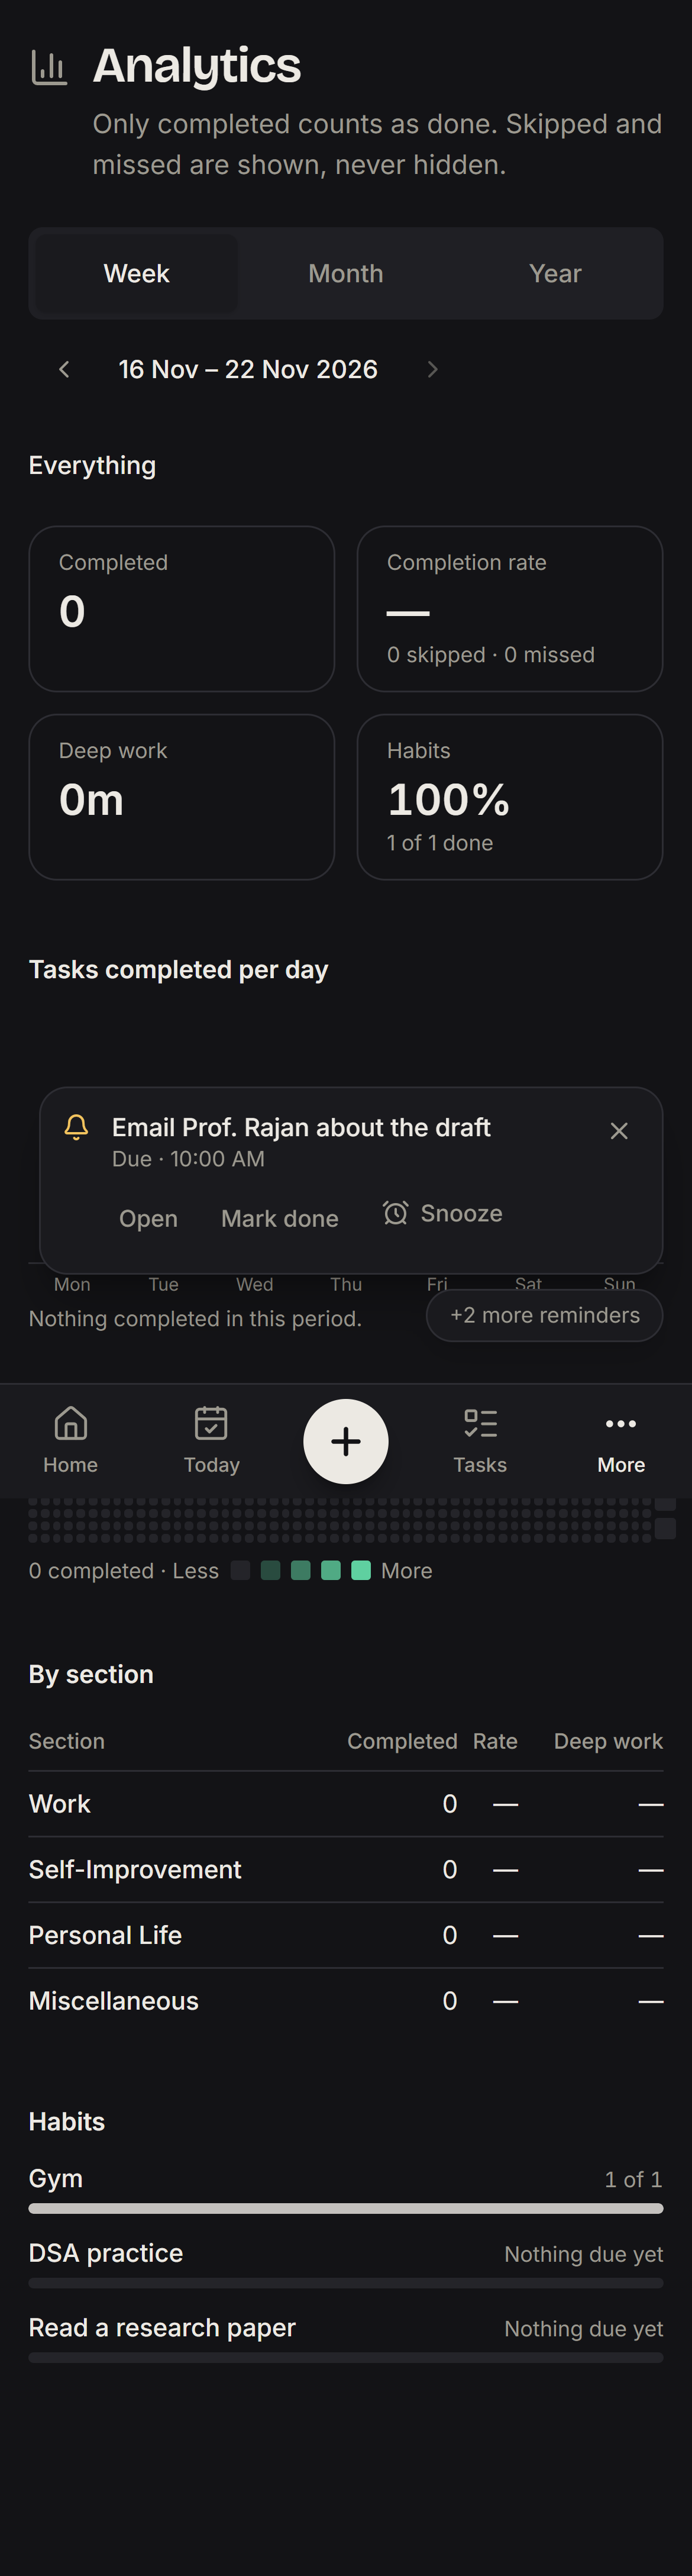 Analytics
Only completed counts as done. Skipped and
missed are shown, never hidden.
Week Month Year
16 Nov – 22 Nov 2026
Everything
Completed
0
Completion rate
—
0 skipped · 0 missed
Deep work
0m
Habits
100%
1 of 1 done
Tasks completed per day
Email Prof. Rajan about the draft
Due · 10:00 AM
Open Mark done Snooze
Mon Tue Wed Thu Fri Sat Sun
Nothing completed in this period.
+2 more reminders
Home Today Tasks More
0 completed · Less More
By section
Section Completed Rate Deep work
Work 0 — —
Self-Improvement 0 — —
Personal Life 0 — —
Miscellaneous 0 — —
Habits
Gym 1 of 1
DSA practice Nothing due yet
Read a research paper Nothing due yet